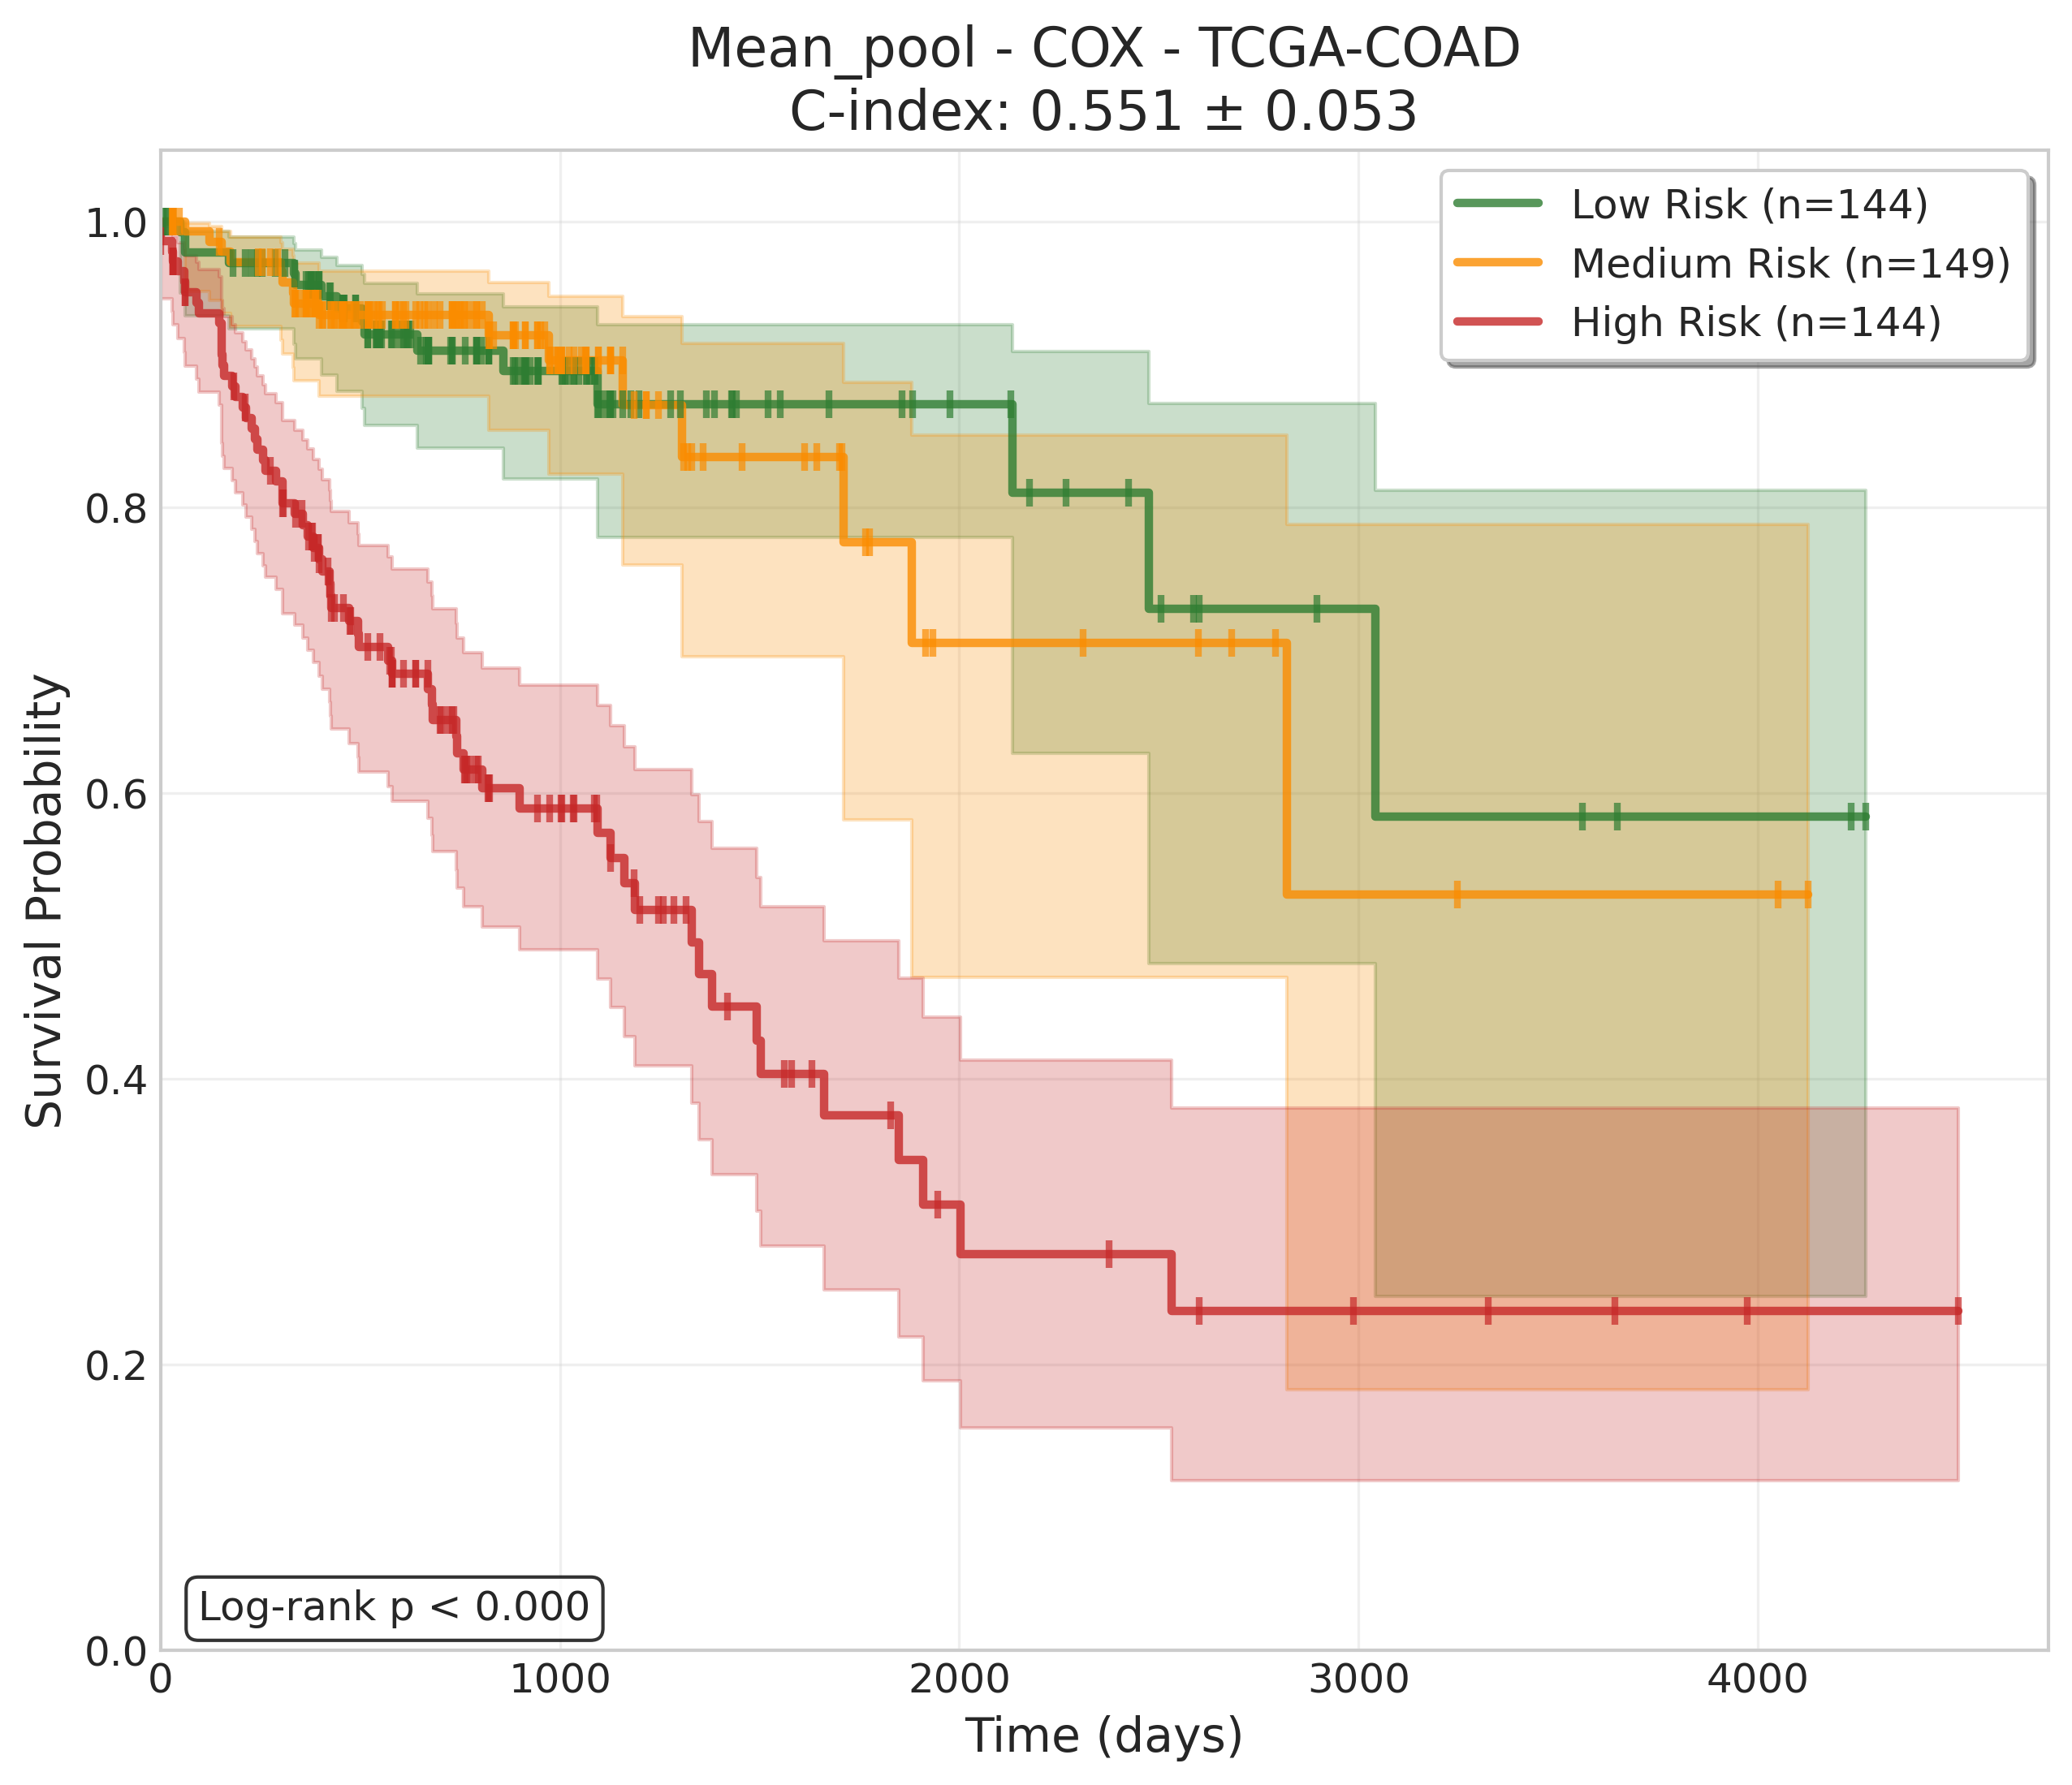 Mean_pool - COX - TCGA-COAD
C-index: 0.551 ± 0.053
Low Risk (n=144)
Medium Risk (n=149)
High Risk (n=144)
Survival Probability
1.0
0.8
0.6
0.4
0.2
0.0
Log-rank p < 0.000
0 1000 2000 3000 4000
Time (days)